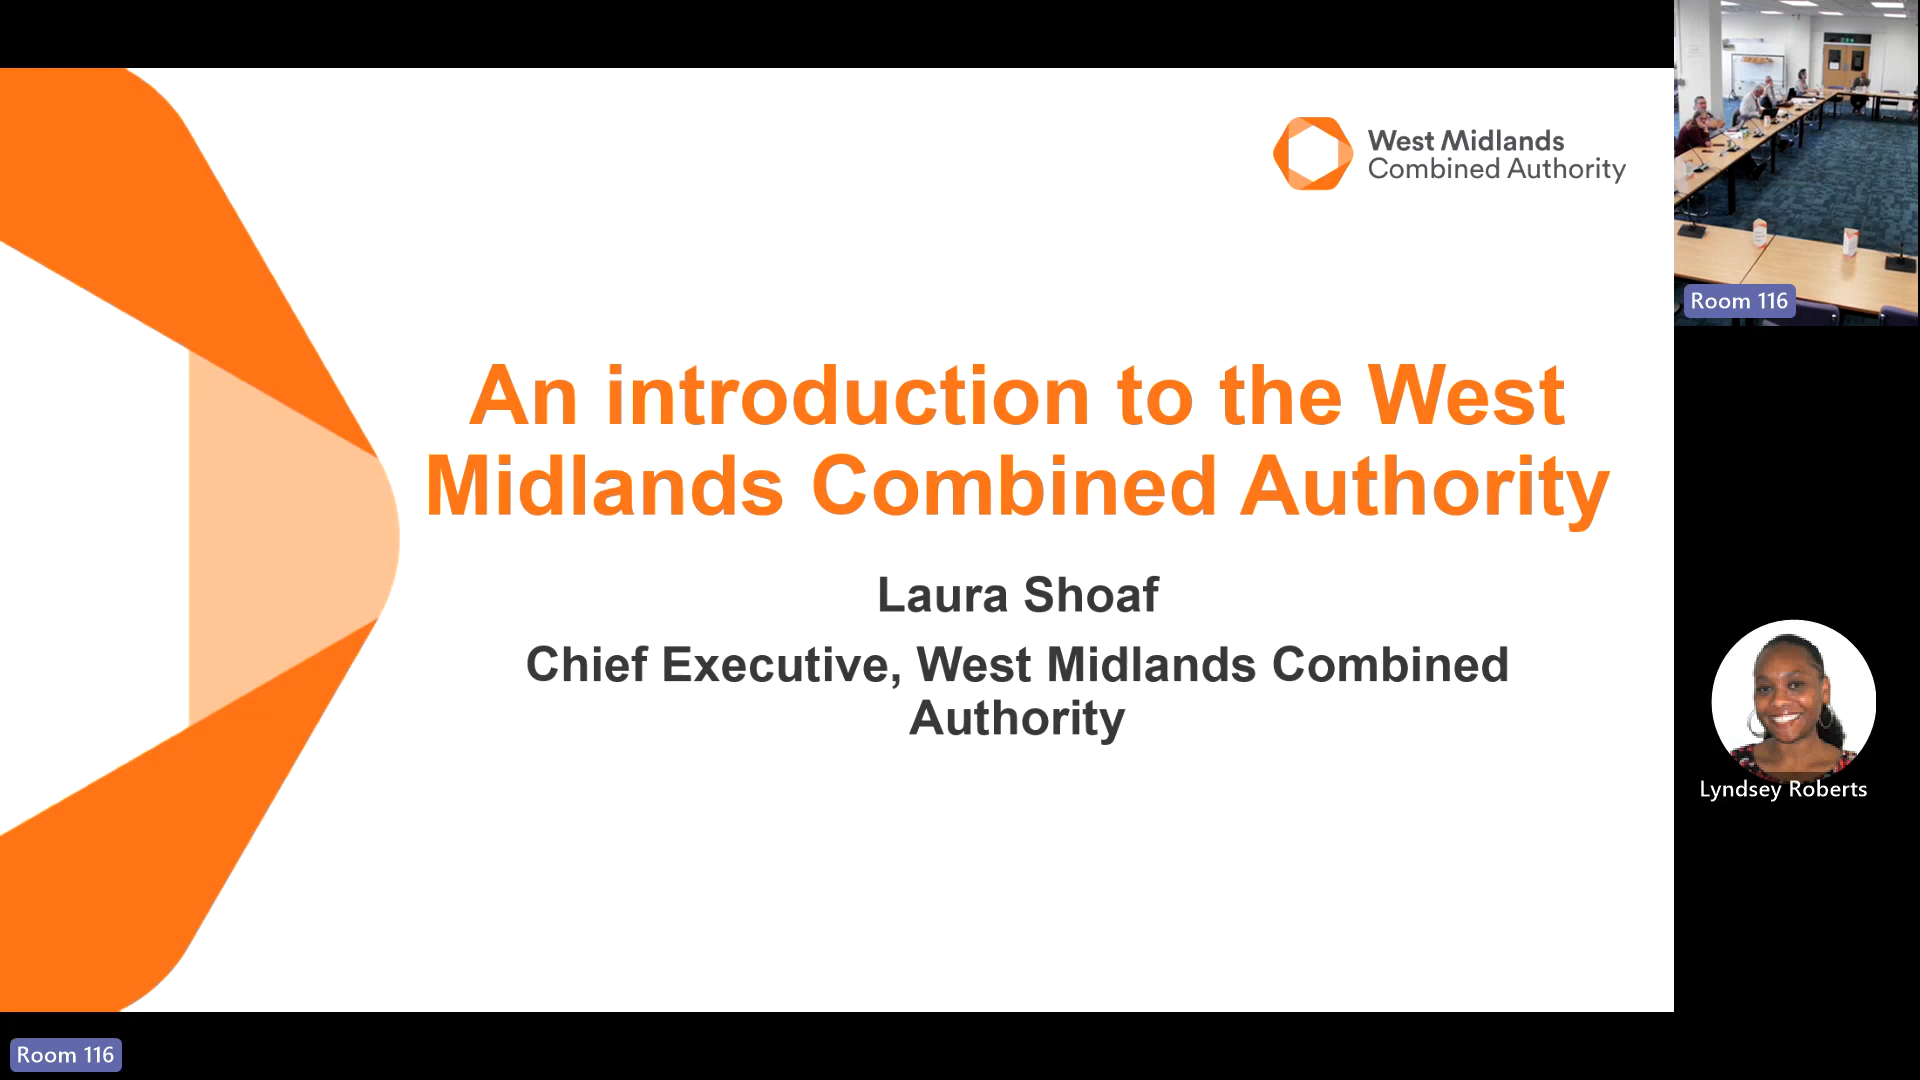 West Midlands
Combined Authority
An introduction to the West
Midlands Combined Authority
Laura Shoaf
Chief Executive, West Midlands Combined
Authority
Room 116
Lyndsey Roberts
Room 116